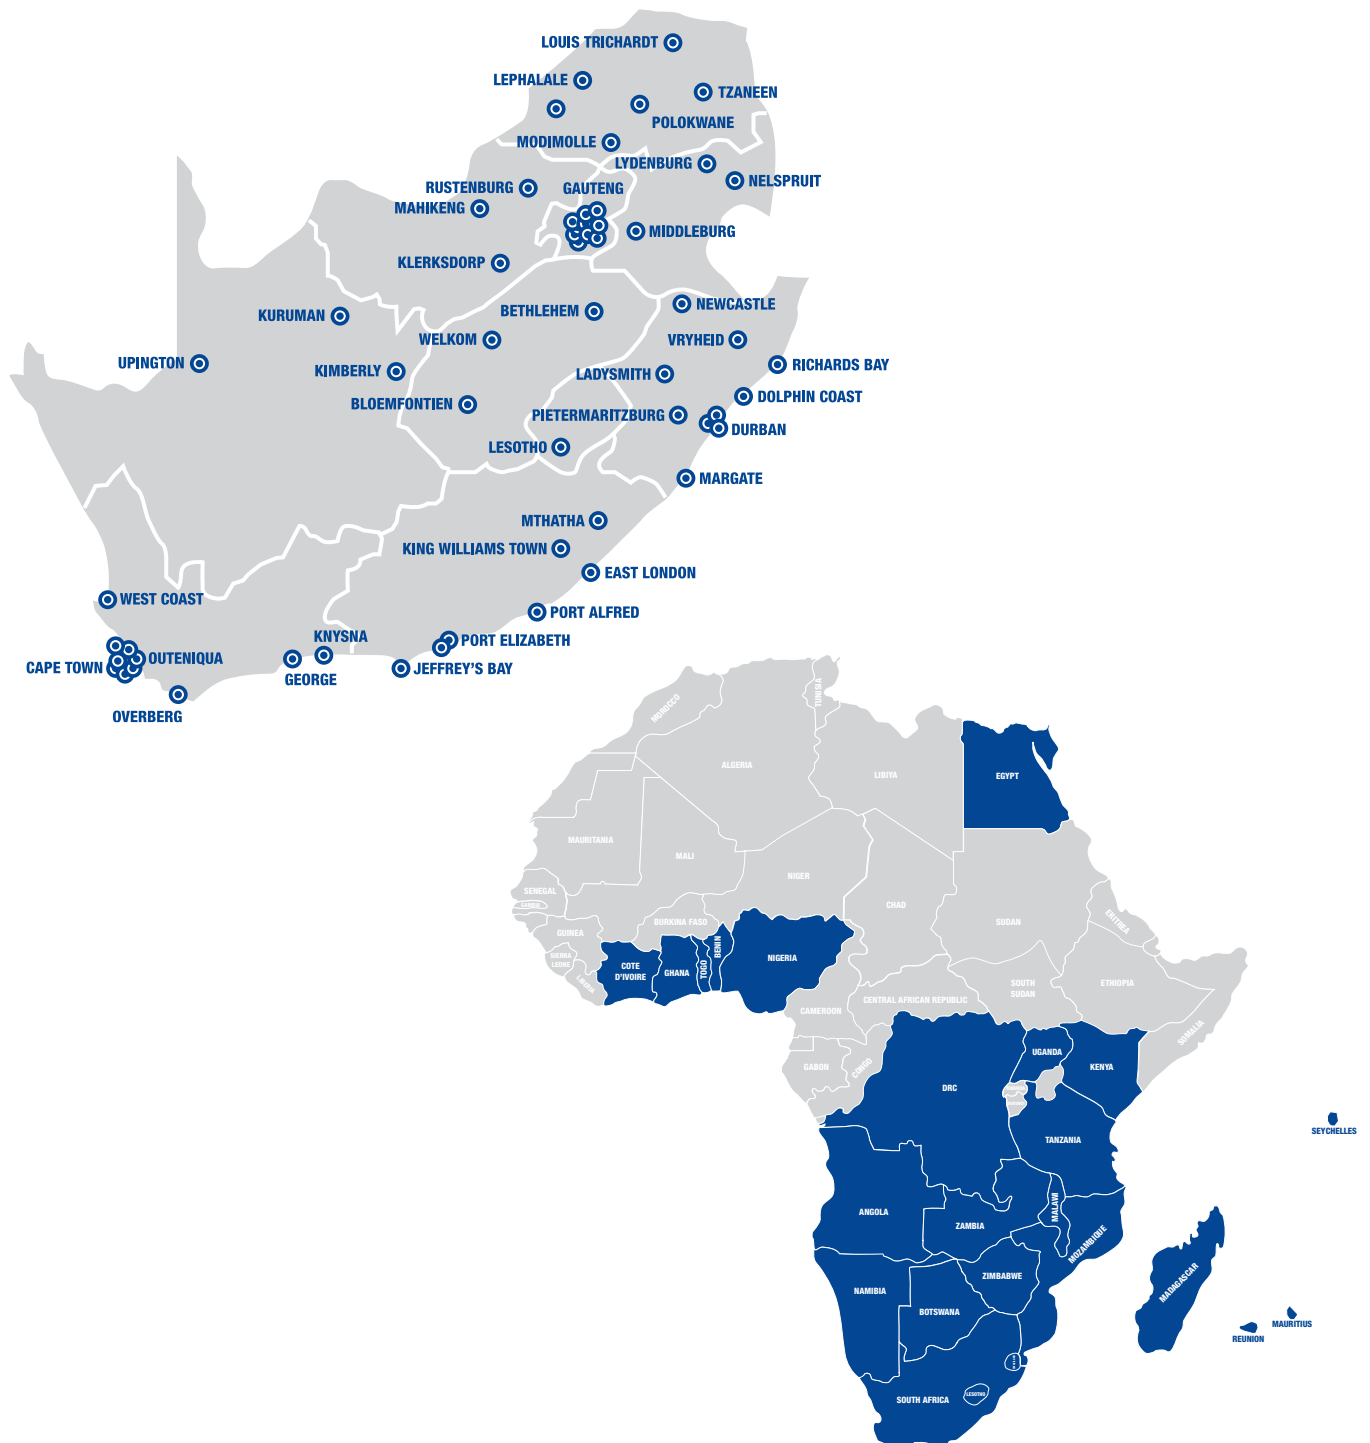 LOUIS TRICHARDT
LEPHALALE
TZANEEN
POLOKWANE
MODIMOLLE
LYDENBURG
NELSPRUIT
RUSTENBURG
GAUTENG
MAHIKENG
MIDDLEBURG
KLERKSDORP
NEWCASTLE
BETHLEHEM
KURUMAN
WELKOM
VRYHEID
UPINGTON
RICHARDS BAY
KIMBERLY
LADYSMITH
DOLPHIN COAST
BLOEMFONTIEN
PIETERMARITZBURG
DURBAN
LESOTHO
MARGATE
MTHATHA
KING WILLIAMS TOWN
EAST LONDON
WEST COAST
PORT ALFRED
KNYSNA
PORT ELIZABETH
OUTENIQUA
CAPE TOWN
GEORGE
JEFFREY'S BAY
OVERBERG
MOROCCO
TUNISIA
ALGERIA
LIBIYA
EGYPT
MAURITANIA
MALI
NIGER
SENEGAL
GAMBIA
CHAD
SUDAN
ERITREA
BURKINA FASO
GUINEA
BENIN
SIERRA
LEONE
LIBERIA
COTE
D'IVOIRE
GHANA
TOGO
NIGERIA
SOUTH
SUDAN
ETHIOPIA
CENTRAL AFRICAN REPUBLIC
CAMEROON
SOMALIA
UGANDA
KENYA
GABON
CONGO
DRC
TANZANIA
SEYCHELLES
ANGOLA
ZAMBIA
MALAWI
MOZAMBIQUE
ZIMBABWE
NAMIBIA
BOTSWANA
MADAGASCAR
MAURITIUS
REUNION
SOUTH AFRICA
LESOTHO